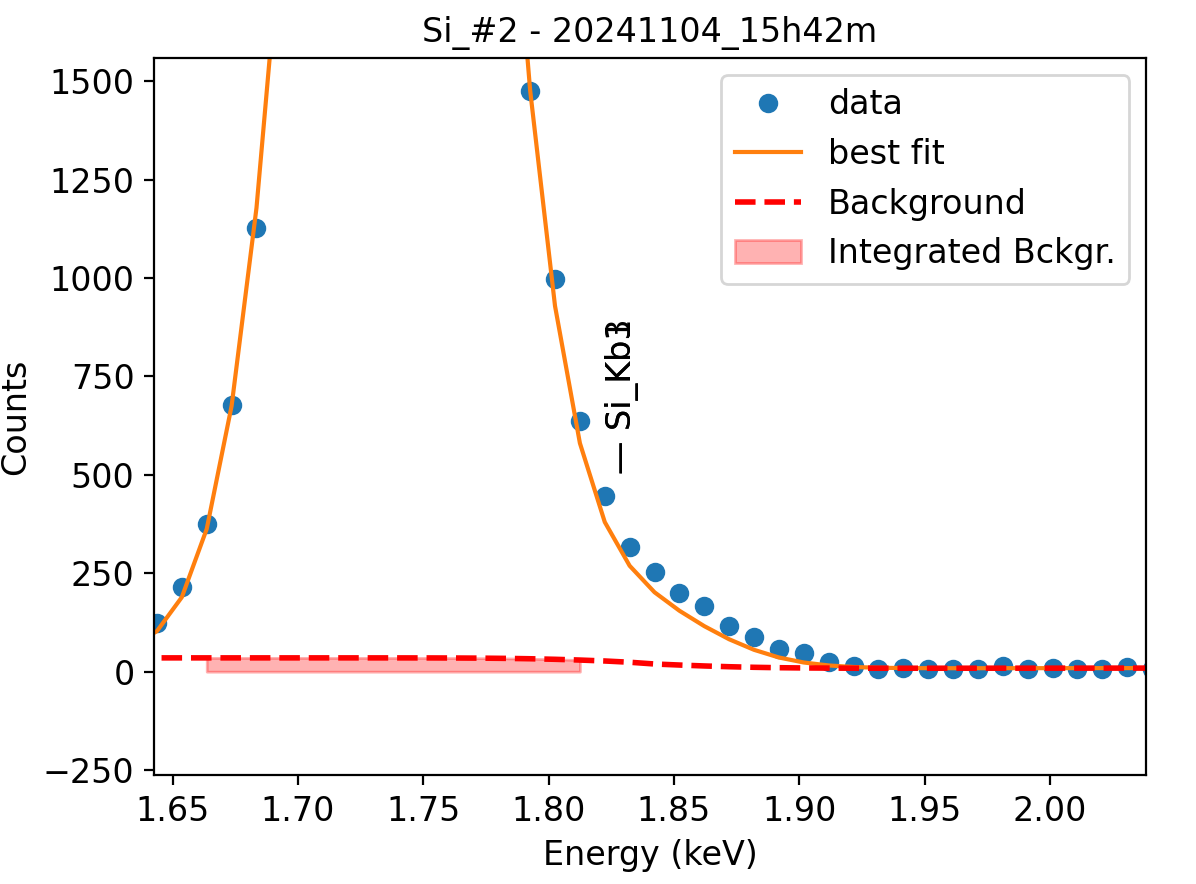 Si_#2 - 20241104_15h42m
1500
1250
1000
750
500
250
0
−250
Counts
data
best fit
Background
Integrated Bckgr.
— Si_Kb
1.65 1.70 1.75 1.80 1.85 1.90 1.95 2.00
Energy (keV)